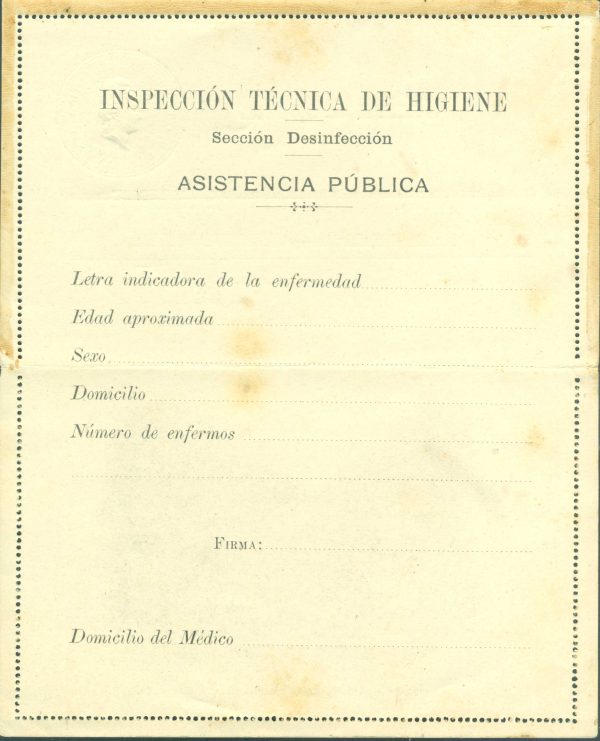 INSPECCIÓN TÉCNICA DE HIGIENE
Sección Desinfección
ASISTENCIA PÚBLICA
Letra indicadora de la enfermedad
Edad aproximada
Sexo
Domicilio
Número de enfermos
FIRMA:
Domicilio del Médico